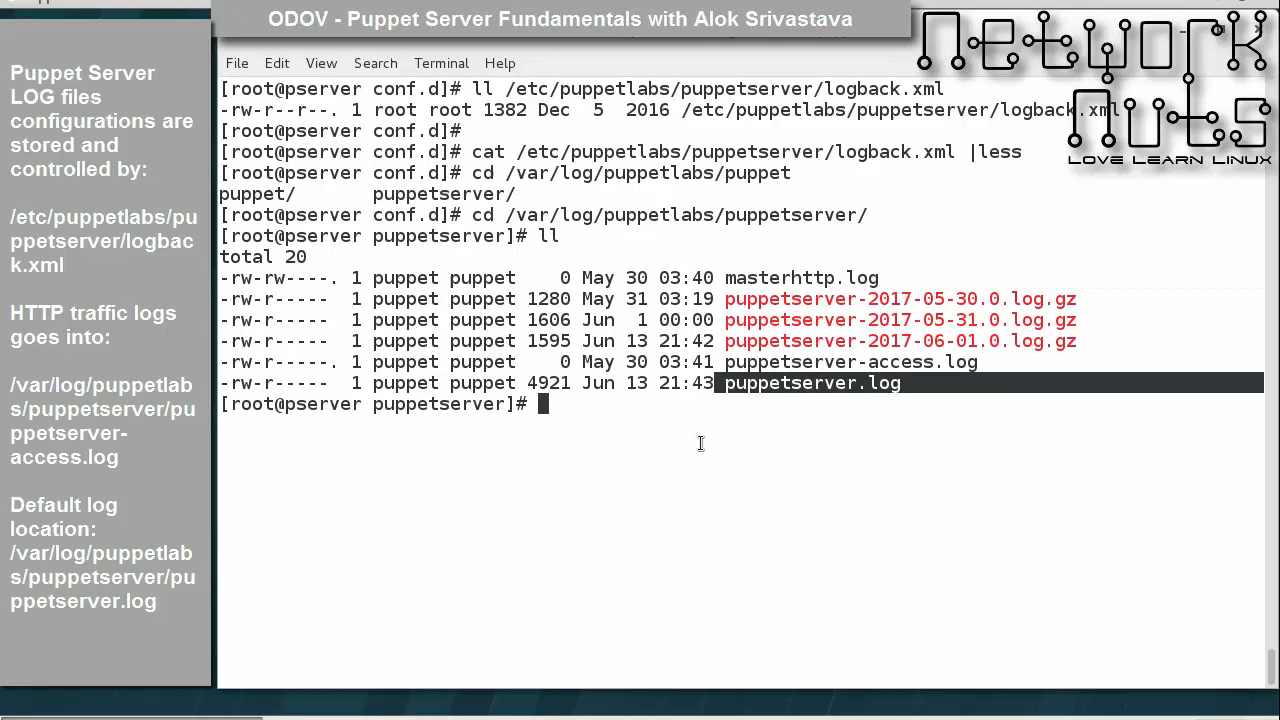 ODOV - Puppet Server Fundamentals with Alok Srivastava
NETWORK
NUTS
LOVE LEARN LINUX
Puppet Server
LOG files
configurations are
stored and
controlled by:
/etc/puppetlabs/pu
ppetserver/logbac
k.xml
HTTP traffic logs
goes into:
/var/log/puppetlab
s/puppetserver/pu
ppetserver-
access.log
Default log
location:
/var/log/puppetlab
s/puppetserver/pu
ppetserver.log
File Edit View Search Terminal Help
[root@pserver conf.d]# ll /etc/puppetlabs/puppetserver/logback.xml
-rw-r--r--. 1 root root 1382 Dec  5  2016 /etc/puppetlabs/puppetserver/logback.xml
[root@pserver conf.d]#
[root@pserver conf.d]# cat /etc/puppetlabs/puppetserver/logback.xml |less
[root@pserver conf.d]# cd /var/log/puppetlabs/puppet
puppet/       puppetserver/
[root@pserver conf.d]# cd /var/log/puppetlabs/puppetserver/
[root@pserver puppetserver]# ll
total 20
-rw-rw----. 1 puppet puppet    0 May 30 03:40 masterhttp.log
-rw-r-----  1 puppet puppet 1280 May 31 03:19 puppetserver-2017-05-30.0.log.gz
-rw-r-----  1 puppet puppet 1606 Jun  1 00:00 puppetserver-2017-05-31.0.log.gz
-rw-r-----  1 puppet puppet 1595 Jun 13 21:42 puppetserver-2017-06-01.0.log.gz
-rw-r-----. 1 puppet puppet    0 May 30 03:41 puppetserver-access.log
-rw-r-----  1 puppet puppet 4921 Jun 13 21:43 puppetserver.log
[root@pserver puppetserver]#